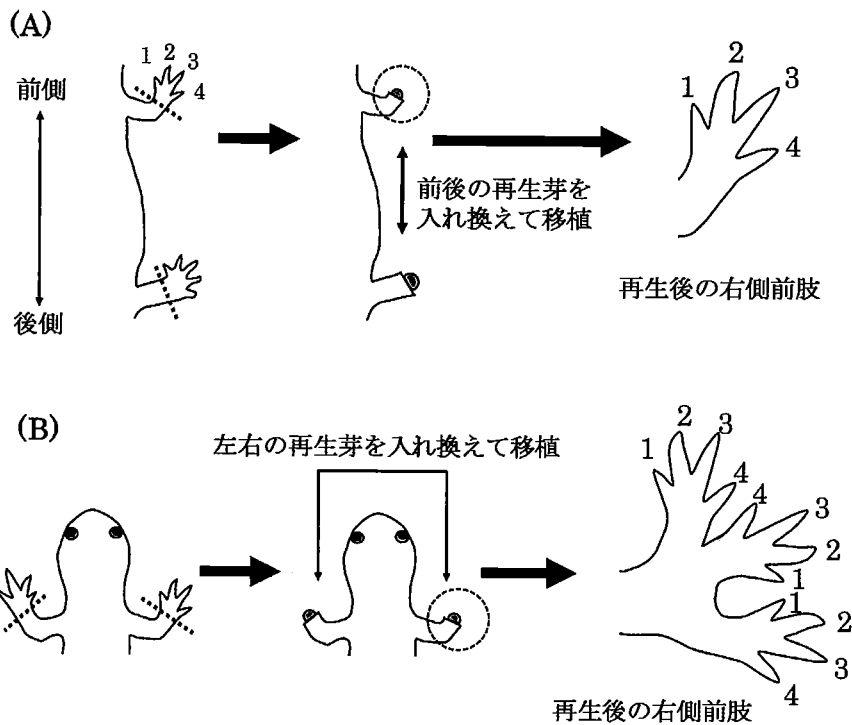 (A)
1 2 3 4
前側
後側
前後の再生芽を
入れ換えて移植
1 2 3 4
再生後の右側前肢
(B)
左右の再生芽を入れ換えて移植
1 2 3 4
4 3 2 1
1 2 3 4
再生後の右側前肢